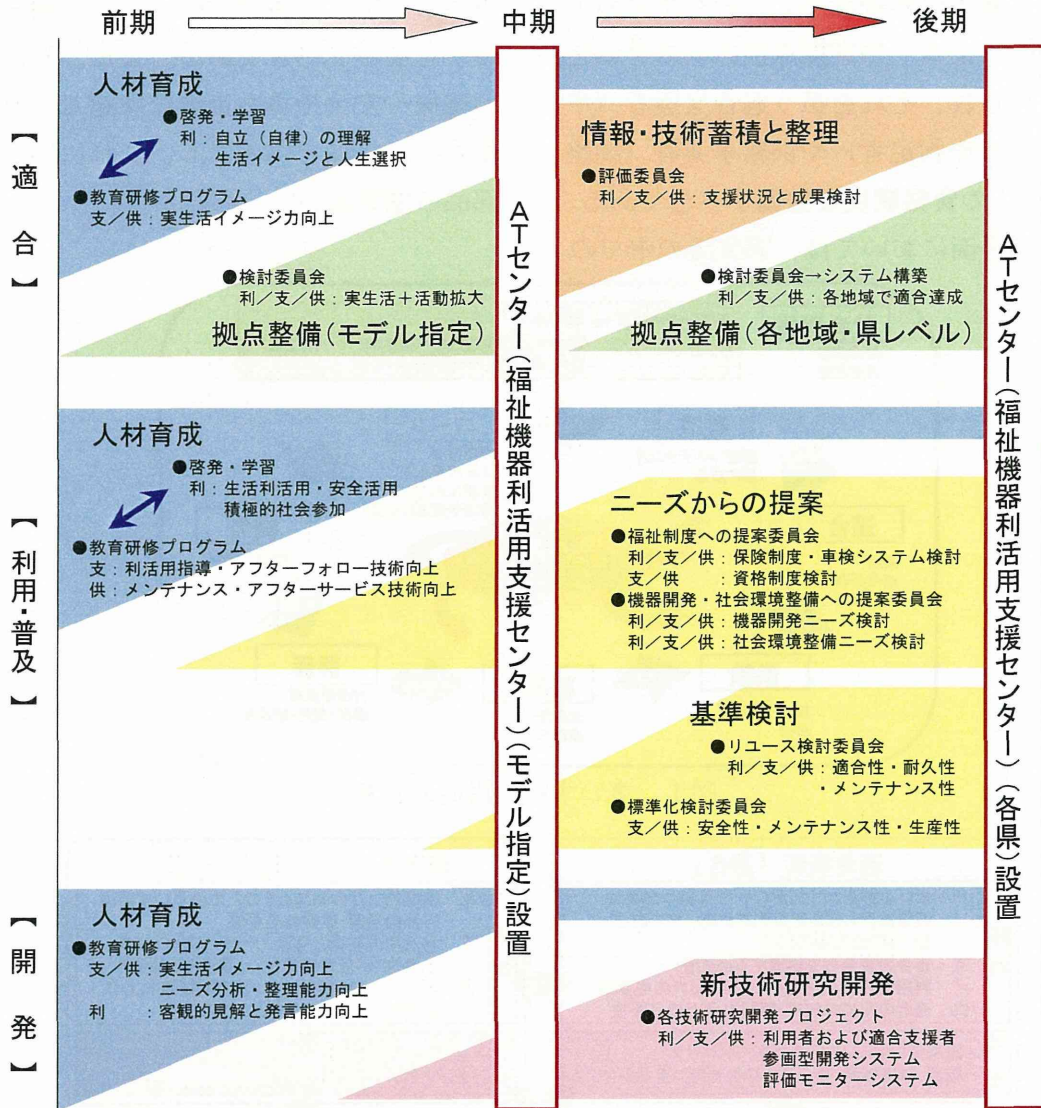 前期
中期
後期
【適合】
人材育成
●啓発・学習
利：自立（自律）の理解
生活イメージと人生選択
●教育研修プログラム
支／供：実生活イメージ力向上
●検討委員会
利／支／供：実生活＋活動拡大
拠点整備（モデル指定）
情報・技術蓄積と整理
●評価委員会
利／支／供：支援状況と成果検討
●検討委員会→システム構築
利／支／供：各地域で適合達成
拠点整備（各地域・県レベル）
【利用・普及】
人材育成
●啓発・学習
利：生活利活用・安全活用
積極的社会参加
●教育研修プログラム
支：利活用指導・アフターフォロー技術向上
供：メンテナンス・アフターサービス技術向上
ニーズからの提案
●福祉制度への提案委員会
利／支／供：保険制度・車検システム検討
支／供　　：資格制度検討
●機器開発・社会環境整備への提案委員会
利／支／供：機器開発ニーズ検討
利／支／供：社会環境整備ニーズ検討
基準検討
●リユース検討委員会
利／支／供：適合性・耐久性
・メンテナンス性
●標準化検討委員会
支／供：安全性・メンテナンス性・生産性
【開発】
人材育成
●教育研修プログラム
支／供：実生活イメージ力向上
ニーズ分析・整理能力向上
利　　：客観的見解と発言能力向上
新技術研究開発
●各技術研究開発プロジェクト
利／支／供：利用者および適合支援者
参画型開発システム
評価モニターシステム
ATセンター（福祉機器利活用支援センター）（モデル指定）設置
ATセンター（福祉機器利活用支援センター）（各県）設置